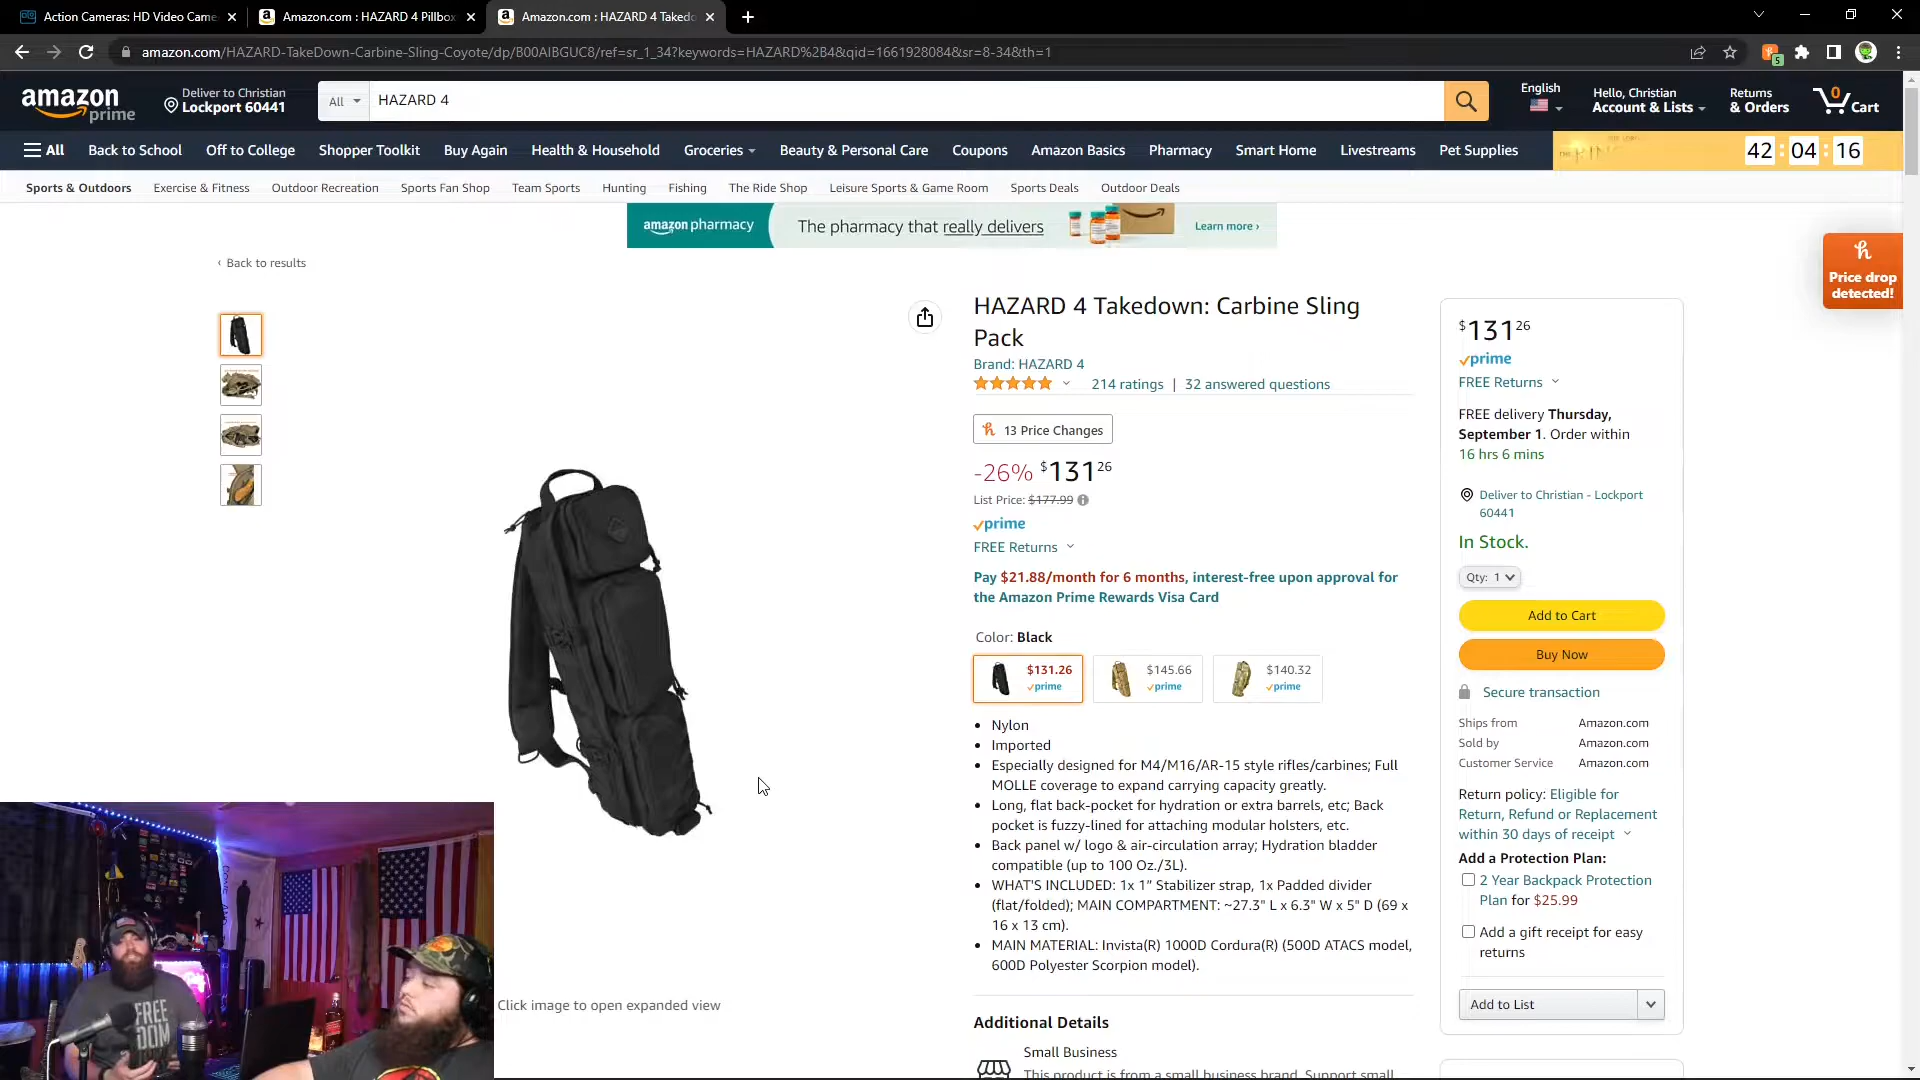 Action Cameras: HD Video Came
Amazon.com : HAZARD 4 Pillbox
Amazon.com : HAZARD 4 Takedo
amazon.com/HAZARD-TakeDown-Carbine-Sling-Coyote/dp/B00AIBGUC8/ref=sr_1_34?keywords=HAZARD%2B4&qid=1661928084&sr=8-34&th=1
5
amazon prime
Deliver to Christian
Lockport 60441
All
HAZARD 4
English
Hello, Christian
Account & Lists
Returns
& Orders
0
Cart
All
Back to School
Off to College
Shopper Toolkit
Buy Again
Health & Household
Groceries
Beauty & Personal Care
Coupons
Amazon Basics
Pharmacy
Smart Home
Livestreams
Pet Supplies
42 : 04 : 16
Sports & Outdoors
Exercise & Fitness
Outdoor Recreation
Sports Fan Shop
Team Sports
Hunting
Fishing
The Ride Shop
Leisure Sports & Game Room
Sports Deals
Outdoor Deals
amazon pharmacy
The pharmacy that really delivers
Learn more ›
‹ Back to results
Price drop
detected!
HAZARD 4 Takedown: Carbine Sling
Pack
Brand: HAZARD 4
214 ratings | 32 answered questions
13 Price Changes
-26% $131 26
List Price: $177.99
prime
FREE Returns
Pay $21.88/month for 6 months, interest-free upon approval for
the Amazon Prime Rewards Visa Card
Color: Black
$131.26
prime
$145.66
prime
$140.32
prime
• Nylon
• Imported
• Especially designed for M4/M16/AR-15 style rifles/carbines; Full
MOLLE coverage to expand carrying capacity greatly.
• Long, flat back-pocket for hydration or extra barrels, etc; Back
pocket is fuzzy-lined for attaching modular holsters, etc.
• Back panel w/ logo & air-circulation array; Hydration bladder
compatible (up to 100 Oz./3L).
• WHAT'S INCLUDED: 1x 1” Stabilizer strap, 1x Padded divider
(flat/folded); MAIN COMPARTMENT: ~27.3" L x 6.3" W x 5" D (69 x
16 x 13 cm).
• MAIN MATERIAL: Invista(R) 1000D Cordura(R) (500D ATACS model,
600D Polyester Scorpion model).
Additional Details
Small Business
This product is from a small business brand. Support small.
Click image to open expanded view
$131 26
prime
FREE Returns
FREE delivery Thursday,
September 1. Order within
16 hrs 6 mins
Deliver to Christian - Lockport
60441
In Stock.
Qty: 1
Add to Cart
Buy Now
Secure transaction
Ships from Amazon.com
Sold by Amazon.com
Customer Service Amazon.com
Return policy: Eligible for
Return, Refund or Replacement
within 30 days of receipt
Add a Protection Plan:
2 Year Backpack Protection
Plan for $25.99
Add a gift receipt for easy
returns
Add to List
FREE
DOM